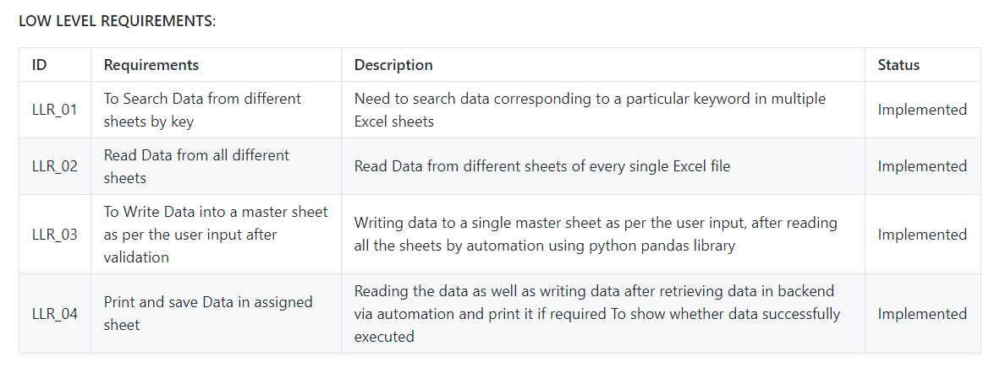 LOW LEVEL REQUIREMENTS:
ID Requirements Description Status
LLR_01 To Search Data from different sheets by key Need to search data corresponding to a particular keyword in multiple Excel sheets Implemented
LLR_02 Read Data from all different sheets Read Data from different sheets of every single Excel file Implemented
LLR_03 To Write Data into a master sheet as per the user input after validation Writing data to a single master sheet as per the user input, after reading all the sheets by automation using python pandas library Implemented
LLR_04 Print and save Data in assigned sheet Reading the data as well as writing data after retrieving data in backend via automation and print it if required To show whether data successfully executed Implemented